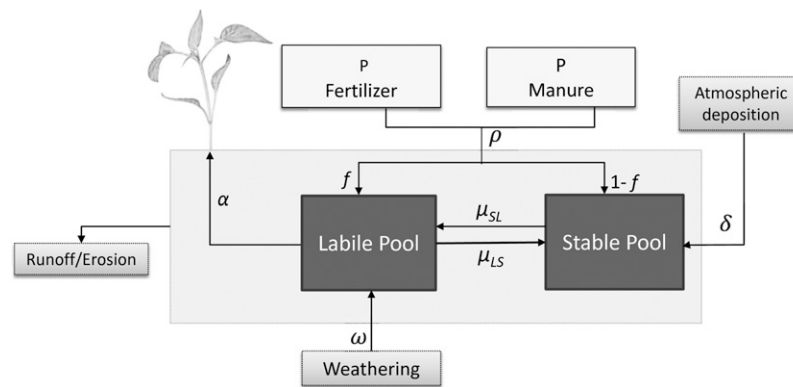 P
Fertilizer
P
Manure
Atmospheric
deposition
ρ
f
1- f
α
μSL
δ
Labile Pool
Stable Pool
μLS
Runoff/Erosion
ω
Weathering